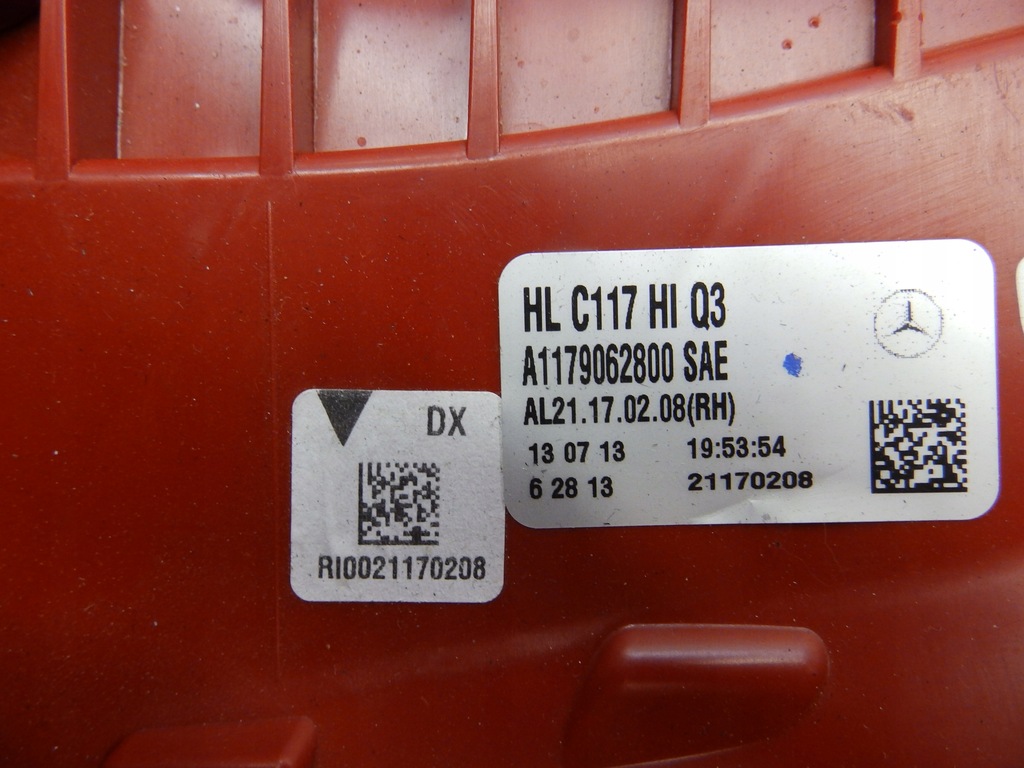 HL C117 HI Q3
A1179062800 SAE
AL21.17.02.08(RH)
13 07 13 19:53:54
6 28 13 21170208
DX
RI0021170208